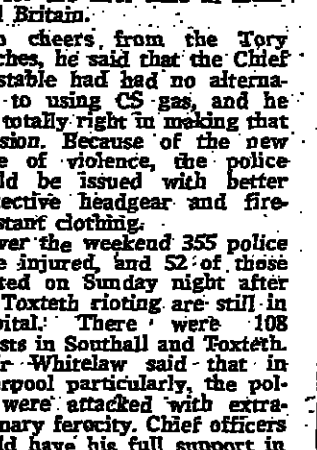 Britain.
cheers, from the Tory
ches, he said that the Chief
stable had had no alterna-
to using CS gas, and he
totally right in making that
sion. Because of the new
e of violence, the police
ld be issued with better
ective headgear and fire-
stant clothing.
ver the weekend 355 police
e injured, and 52 of those
ted on Sunday night after
Toxteth rioting are still in
ital. There were 108
sts in Southall and Toxteth.
r Whitelaw said that in
erpool particularly, the pol-
were attacked with extra-
nary ferocity. Chief officers
ld have his full support in